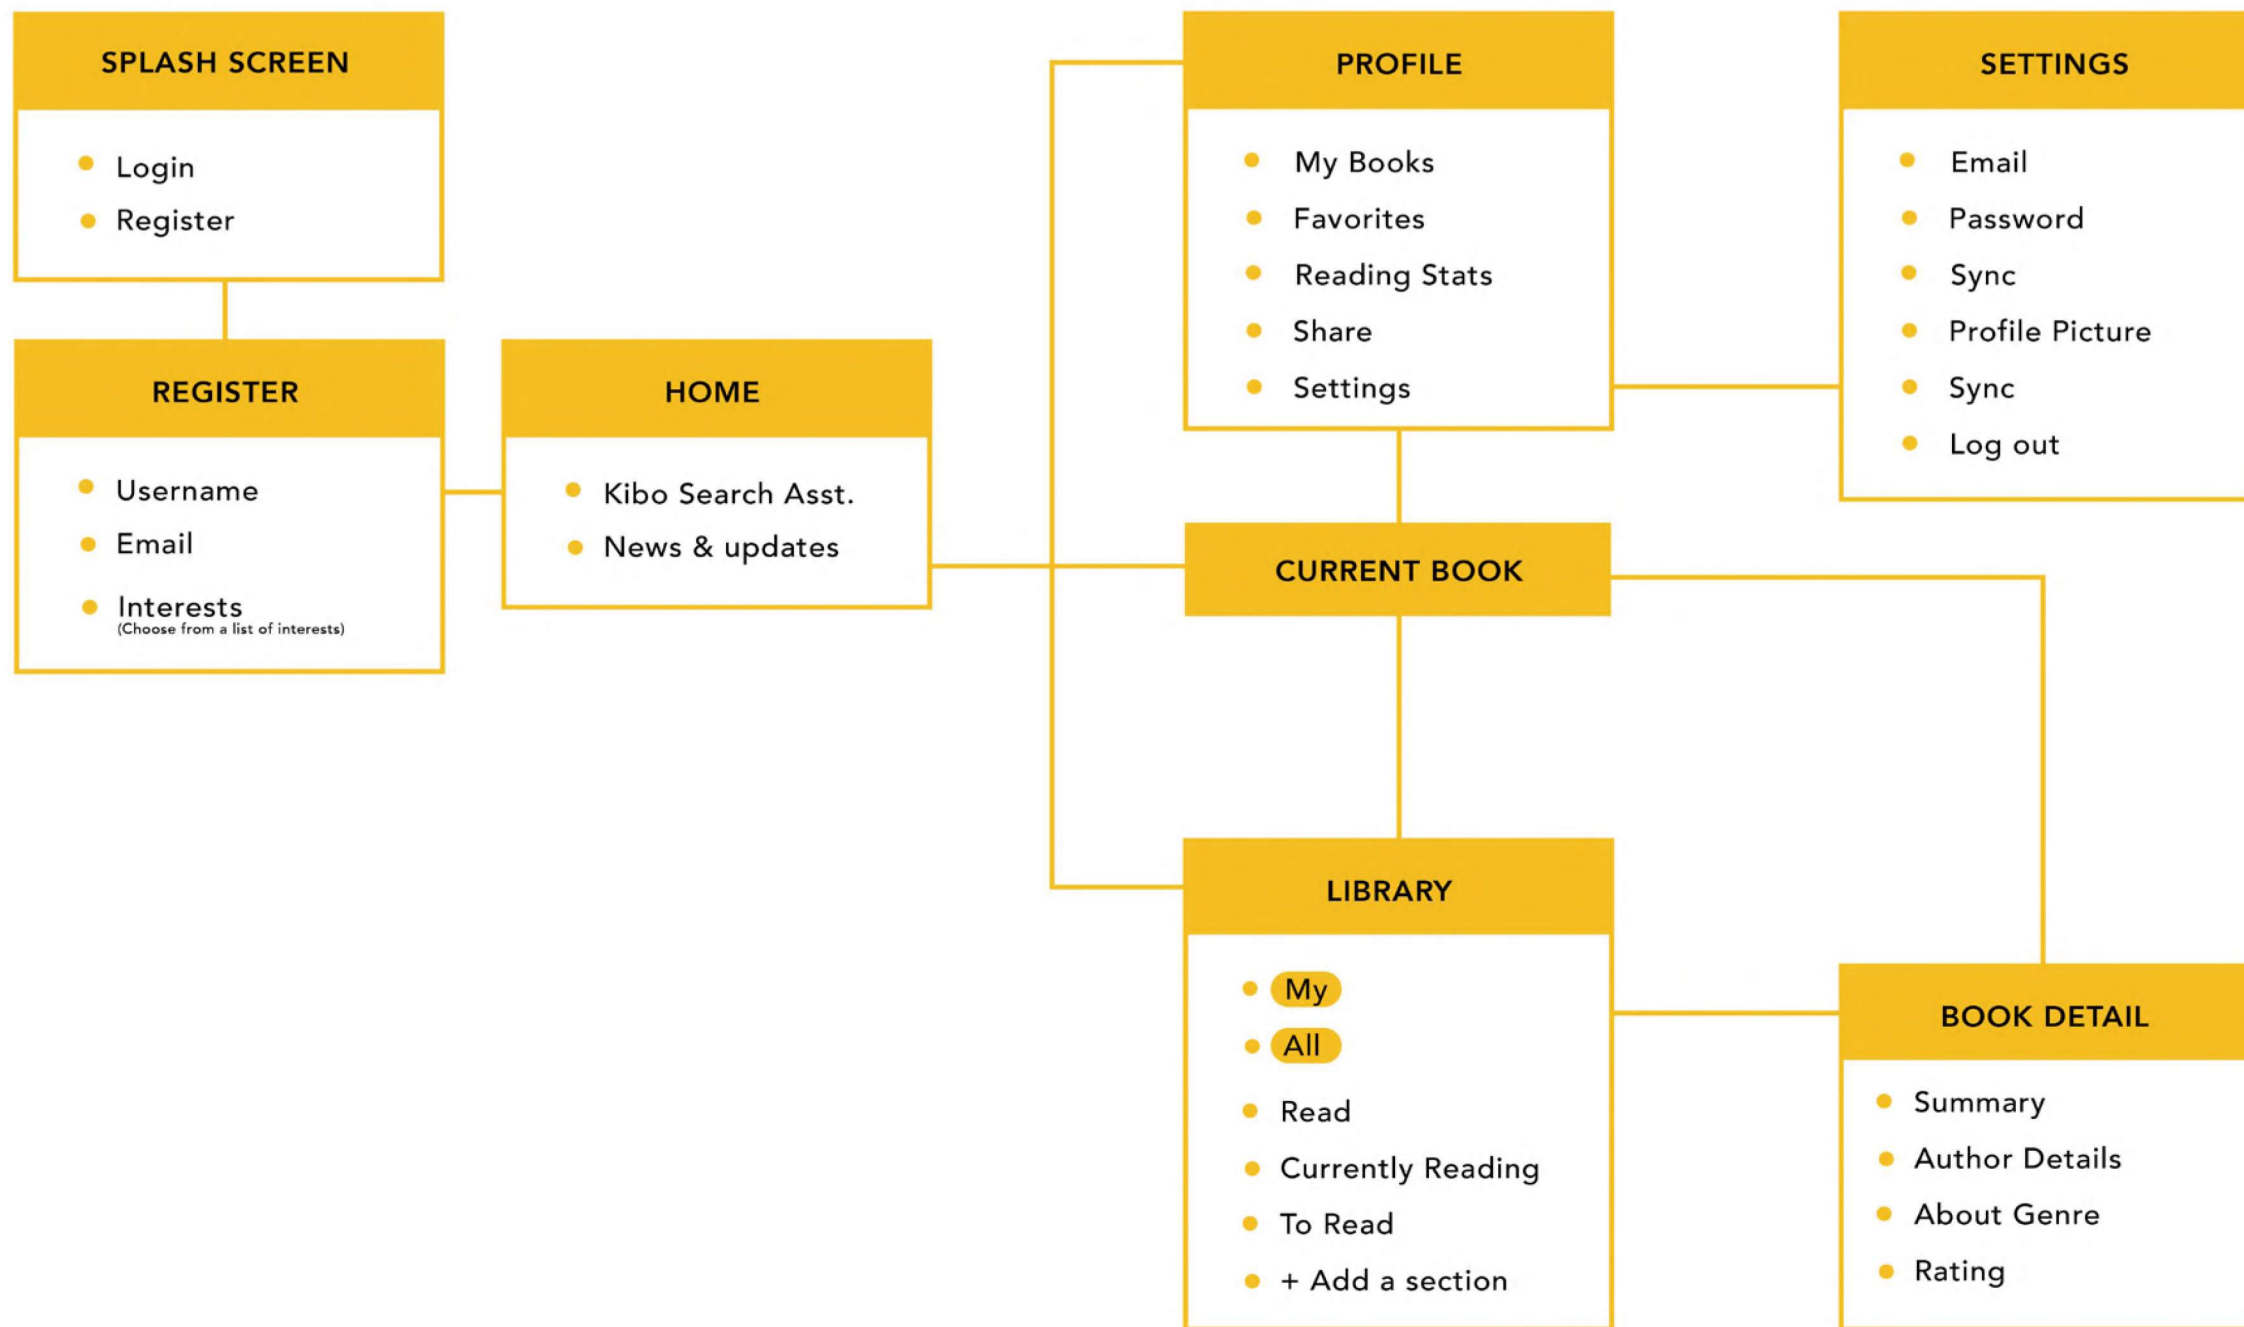 SPLASH SCREEN
Login
Register
REGISTER
Username
Email
Interests
(Choose from a list of interests)
HOME
Kibo Search Asst.
News & updates
PROFILE
My Books
Favorites
Reading Stats
Share
Settings
SETTINGS
Email
Password
Sync
Profile Picture
Sync
Log out
CURRENT BOOK
LIBRARY
My
All
Read
Currently Reading
To Read
+ Add a section
BOOK DETAIL
Summary
Author Details
About Genre
Rating